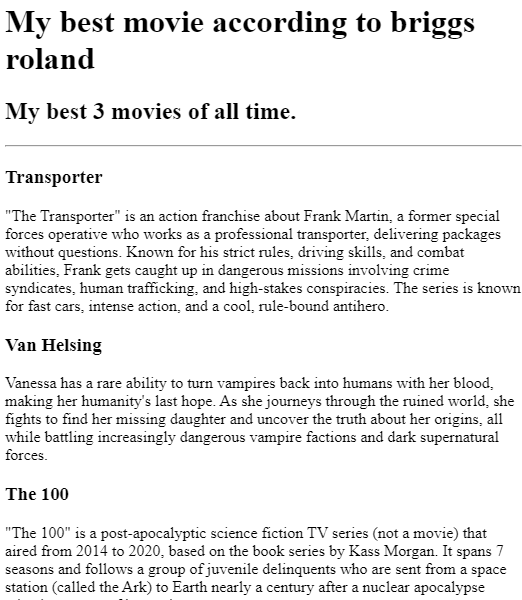 My best movie according to briggs
roland
My best 3 movies of all time.
Transporter
"The Transporter" is an action franchise about Frank Martin, a former special
forces operative who works as a professional transporter, delivering packages
without questions. Known for his strict rules, driving skills, and combat
abilities, Frank gets caught up in dangerous missions involving crime
syndicates, human trafficking, and high-stakes conspiracies. The series is known
for fast cars, intense action, and a cool, rule-bound antihero.
Van Helsing
Vanessa has a rare ability to turn vampires back into humans with her blood,
making her humanity's last hope. As she journeys through the ruined world, she
fights to find her missing daughter and uncover the truth about her origins, all
while battling increasingly dangerous vampire factions and dark supernatural
forces.
The 100
"The 100" is a post-apocalyptic science fiction TV series (not a movie) that
aired from 2014 to 2020, based on the book series by Kass Morgan. It spans 7
seasons and follows a group of juvenile delinquents who are sent from a space
station (called the Ark) to Earth nearly a century after a nuclear apocalypse